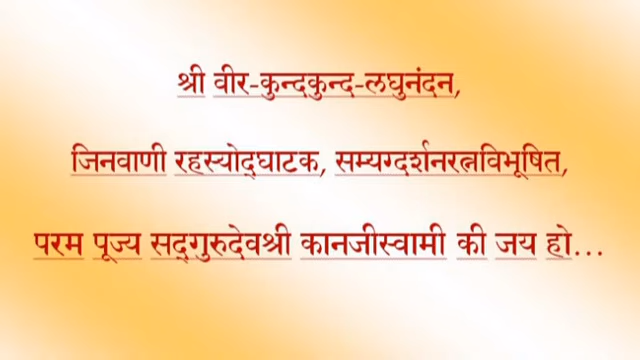 श्री वीर-कुन्दकुन्द-लघुनंदन,
जिनवाणी रहस्योद्घाटक, सम्यग्दर्शनरत्नविभूषित,
परम पूज्य सद्‌गुरुदेवश्री कानजीस्वामी की जय हो...